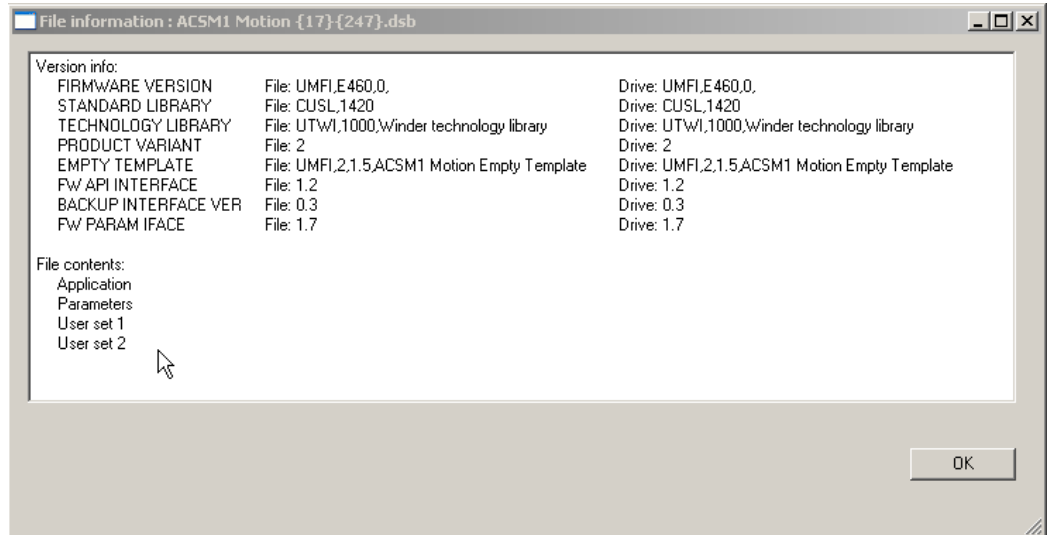 File information : ACSM1 Motion {17}{247}.dsb
Version info:
FIRMWARE VERSION File: UMFI,E460,0, Drive: UMFI,E460,0,
STANDARD LIBRARY File: CUSL,1420 Drive: CUSL,1420
TECHNOLOGY LIBRARY File: UTWI,1000,Winder technology library Drive: UTWI,1000,Winder technology library
PRODUCT VARIANT File: 2 Drive: 2
EMPTY TEMPLATE File: UMFI,2,1.5,ACSM1 Motion Empty Template Drive: UMFI,2,1.5,ACSM1 Motion Empty Template
FW API INTERFACE File: 1.2 Drive: 1.2
BACKUP INTERFACE VER File: 0.3 Drive: 0.3
FW PARAM IFACE File: 1.7 Drive: 1.7
File contents:
Application
Parameters
User set 1
User set 2
OK